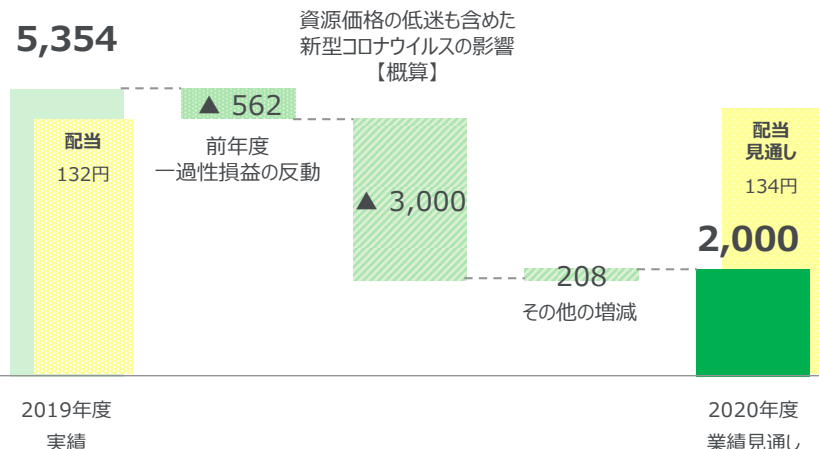 5,354
配当
132円
▲ 562
前年度
一過性損益の反動
資源価格の低迷も含めた
新型コロナウイルスの影響
【概算】
▲ 3,000
208
その他の増減
配当
見通し
134円
2,000
2019年度
実績
2020年度
業績見通し